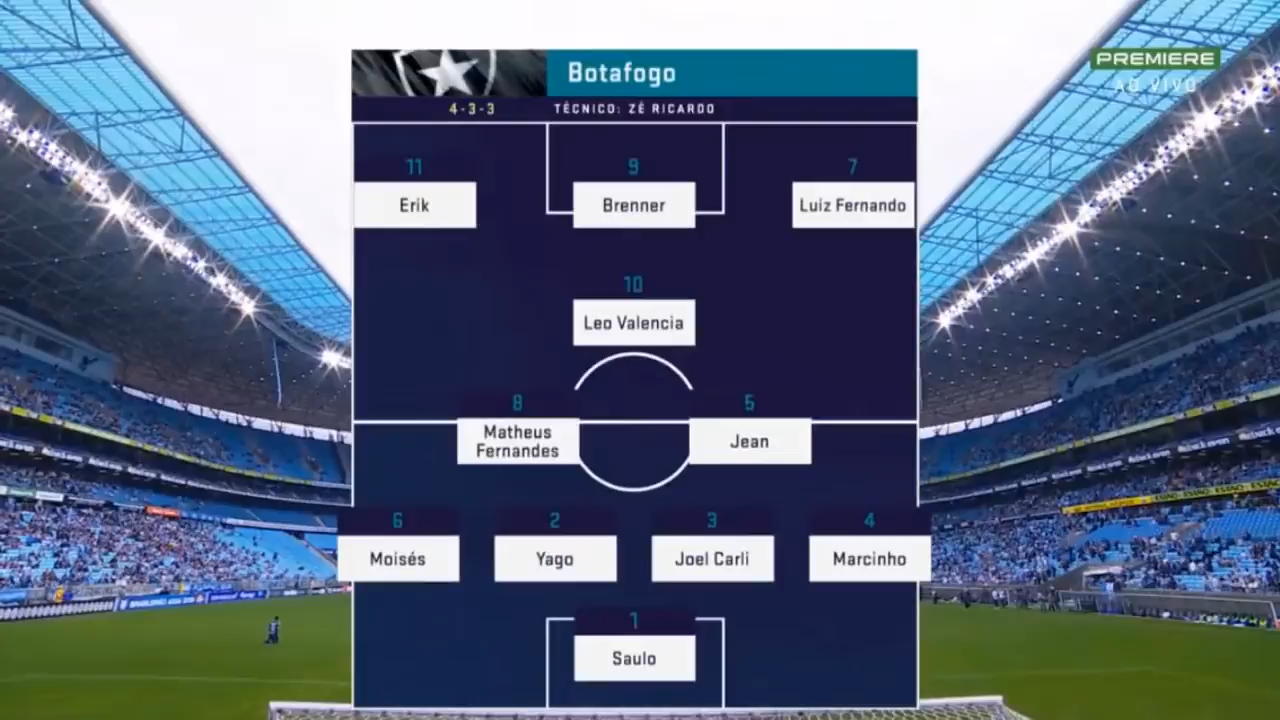 Botafogo
PREMIERE
AO VIVO
4-3-3
TÉCNICO: ZÉ RICARDO
11
9
7
Erik
Brenner
Luiz Fernando
10
Leo Valencia
8
5
Matheus
Fernandes
Jean
6
2
3
4
Moisés
Yago
Joel Carli
Marcinho
1
Saulo